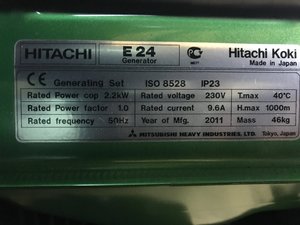 HITACHI E 24 Generator Hitachi Koki Made in Japan
CE Generating Set ISO 8528 IP23
Rated Power cop 2.2kW Rated voltage 230V T.max 40°C
Rated Power factor 1.0 Rated current 9.6A H.max 1000m
Rated frequency 50Hz Year of Mfg. 2011 Mass 46kg
MITSUBISHI HEAVY INDUSTRIES, LTD. Tokyo, Japan